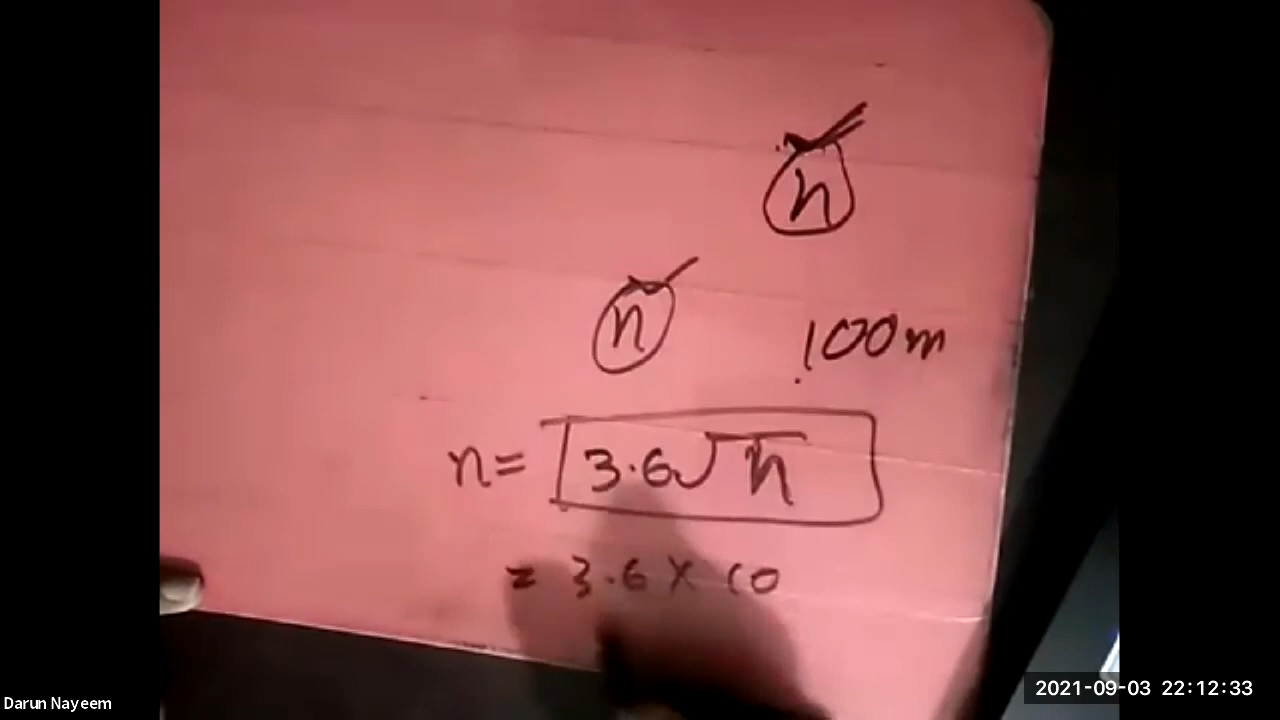 n
n
100m
n = 3.6√h
= 3.6 × 10
Darun Nayeem
2021-09-03 22:12:33